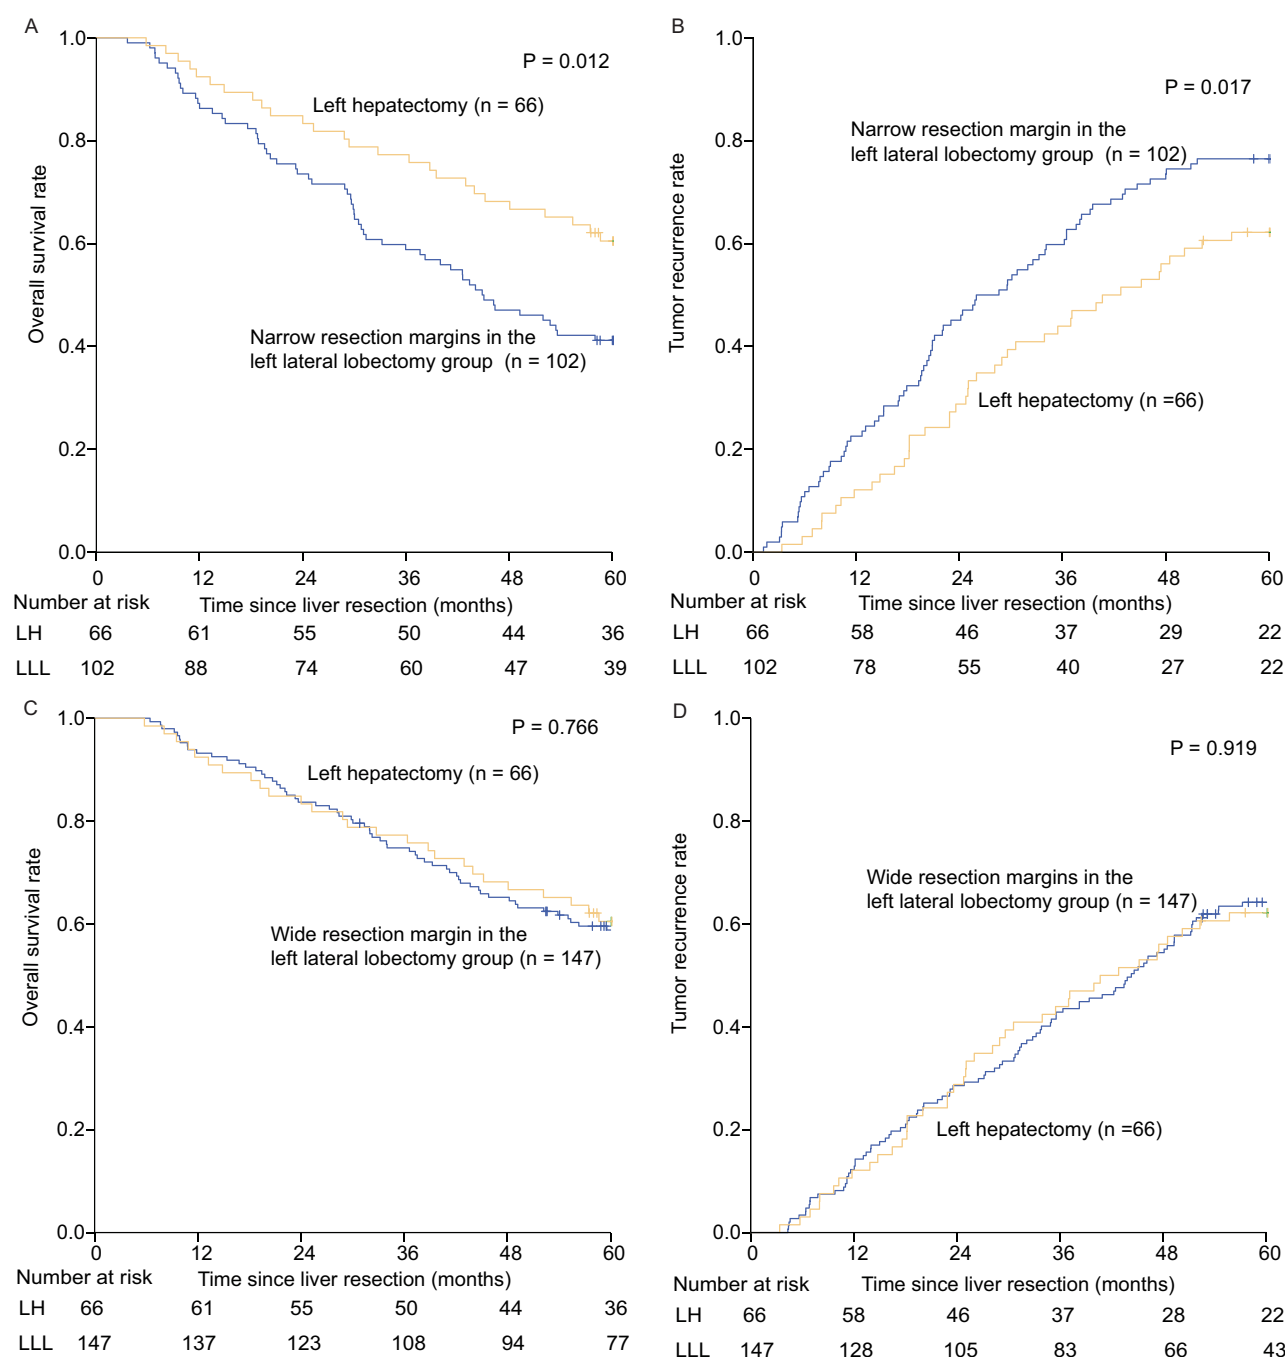 A
1.0
0.8
0.6
0.4
0.2
0.0
Overall survival rate
P = 0.012
Left hepatectomy (n = 66)
Narrow resection margins in the
left lateral lobectomy group (n = 102)
0 12 24 36 48 60
Number at risk Time since liver resection (months)
LH 66 61 55 50 44 36
LLL 102 88 74 60 47 39
B
1.0
0.8
0.6
0.4
0.2
0.0
Tumor recurrence rate
P = 0.017
Narrow resection margin in the
left lateral lobectomy group (n = 102)
Left hepatectomy (n =66)
0 12 24 36 48 60
Number at risk Time since liver resection (months)
LH 66 58 46 37 29 22
LLL 102 78 55 40 27 22
C
1.0
0.8
0.6
0.4
0.2
0.0
Overall survival rate
P = 0.766
Left hepatectomy (n = 66)
Wide resection margin in the
left lateral lobectomy group (n = 147)
0 12 24 36 48 60
Number at risk Time since liver resection (months)
LH 66 61 55 50 44 36
LLL 147 137 123 108 94 77
D
1.0
0.8
0.6
0.4
0.2
0.0
Tumor recurrence rate
P = 0.919
Wide resection margins in the
left lateral lobectomy group (n = 147)
Left hepatectomy (n =66)
0 12 24 36 48 60
Number at risk Time since liver resection (months)
LH 66 58 46 37 28 22
LLL 147 128 105 83 66 43